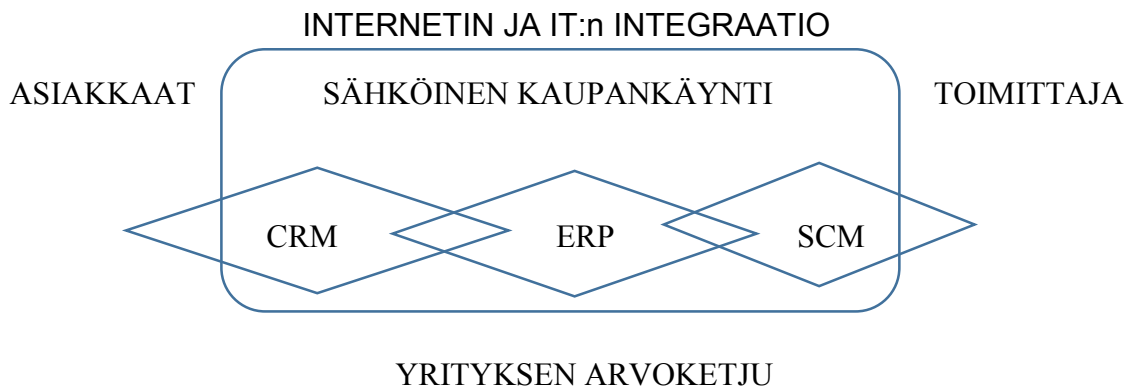 INTERNETIN JA IT:n INTEGRAATIO
ASIAKKAAT SÄHKÖINEN KAUPANKÄYNTI TOIMITTAJA
CRM ERP SCM
YRITYKSEN ARVOKETJU